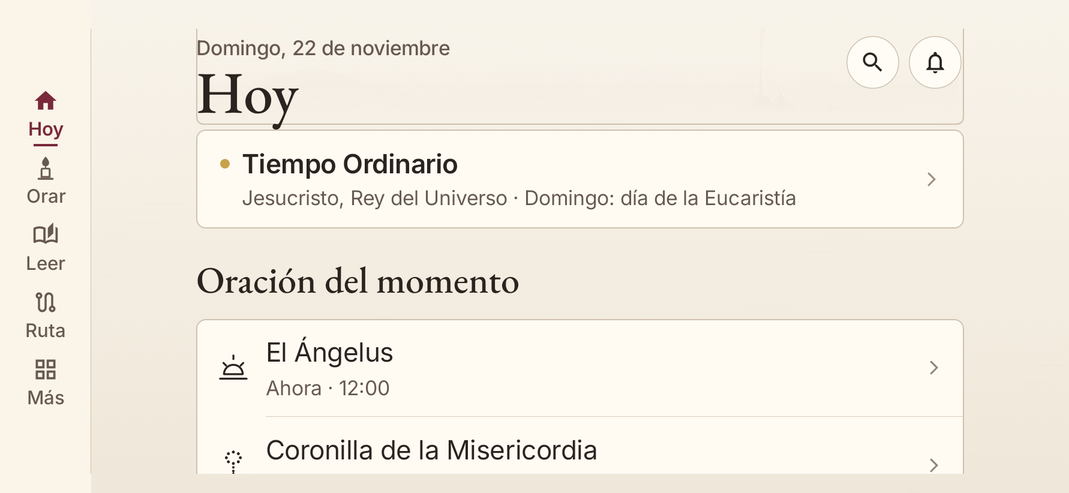 Domingo, 22 de noviembre
Hoy
Hoy
Orar
Leer
Ruta
Más
Tiempo Ordinario
Jesucristo, Rey del Universo · Domingo: día de la Eucaristía
Oración del momento
El Ángelus
Ahora · 12:00
Coronilla de la Misericordia